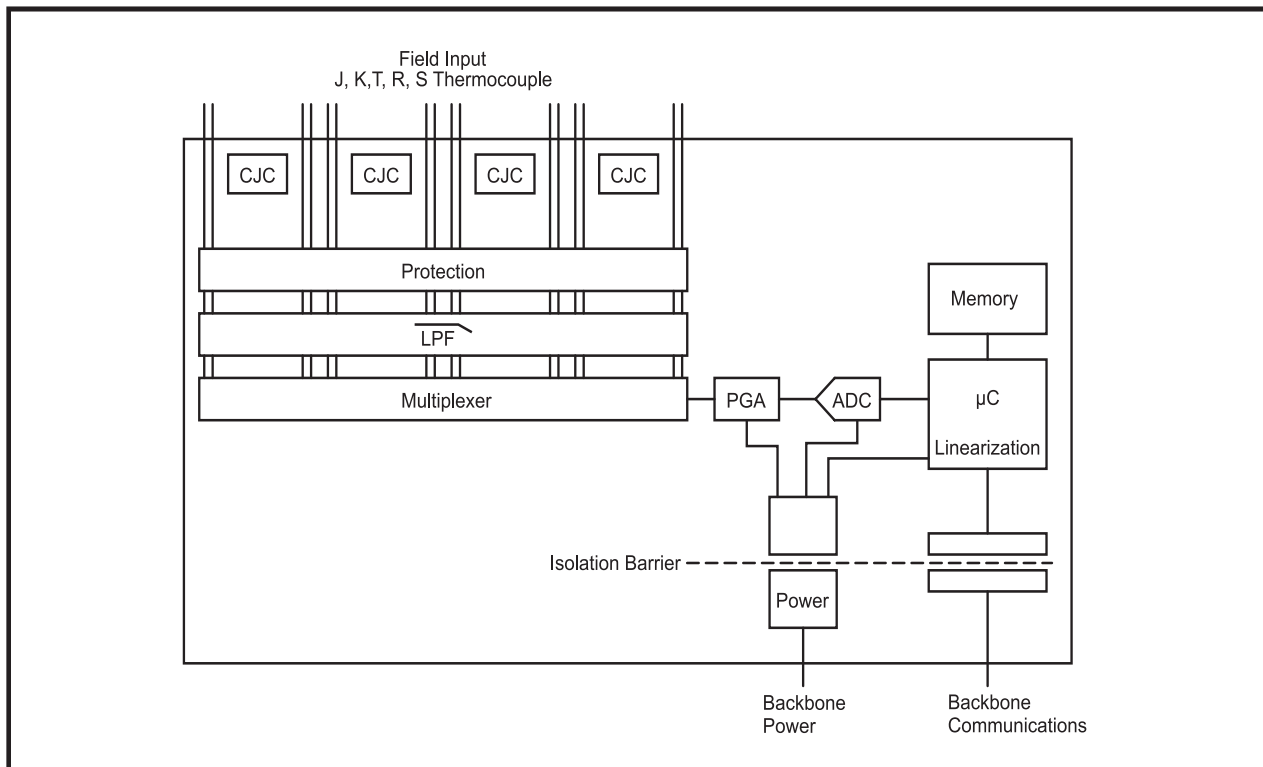 Field Input
J, K,T, R, S Thermocouple
CJC
CJC
CJC
CJC
Protection
LPF
Multiplexer
PGA
ADC
Memory
µC
Linearization
Isolation Barrier
Power
Backbone
Power
Backbone
Communications